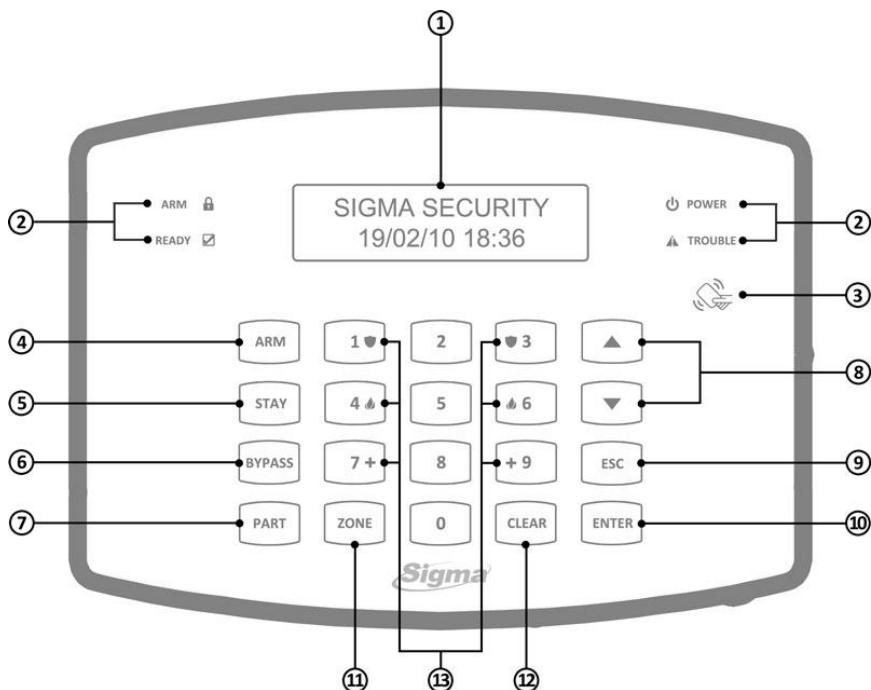 ①
SIGMA SECURITY
19/02/10 18:36
② ARM POWER ②
READY TROUBLE
③
④ ARM 1 2 3 ⑧
⑤ STAY 4 5 6
⑥ BYPASS 7+ 8 +9 ESC ⑨
⑦ PART ZONE 0 CLEAR ENTER ⑩
Sigma
⑪ ⑬ ⑫